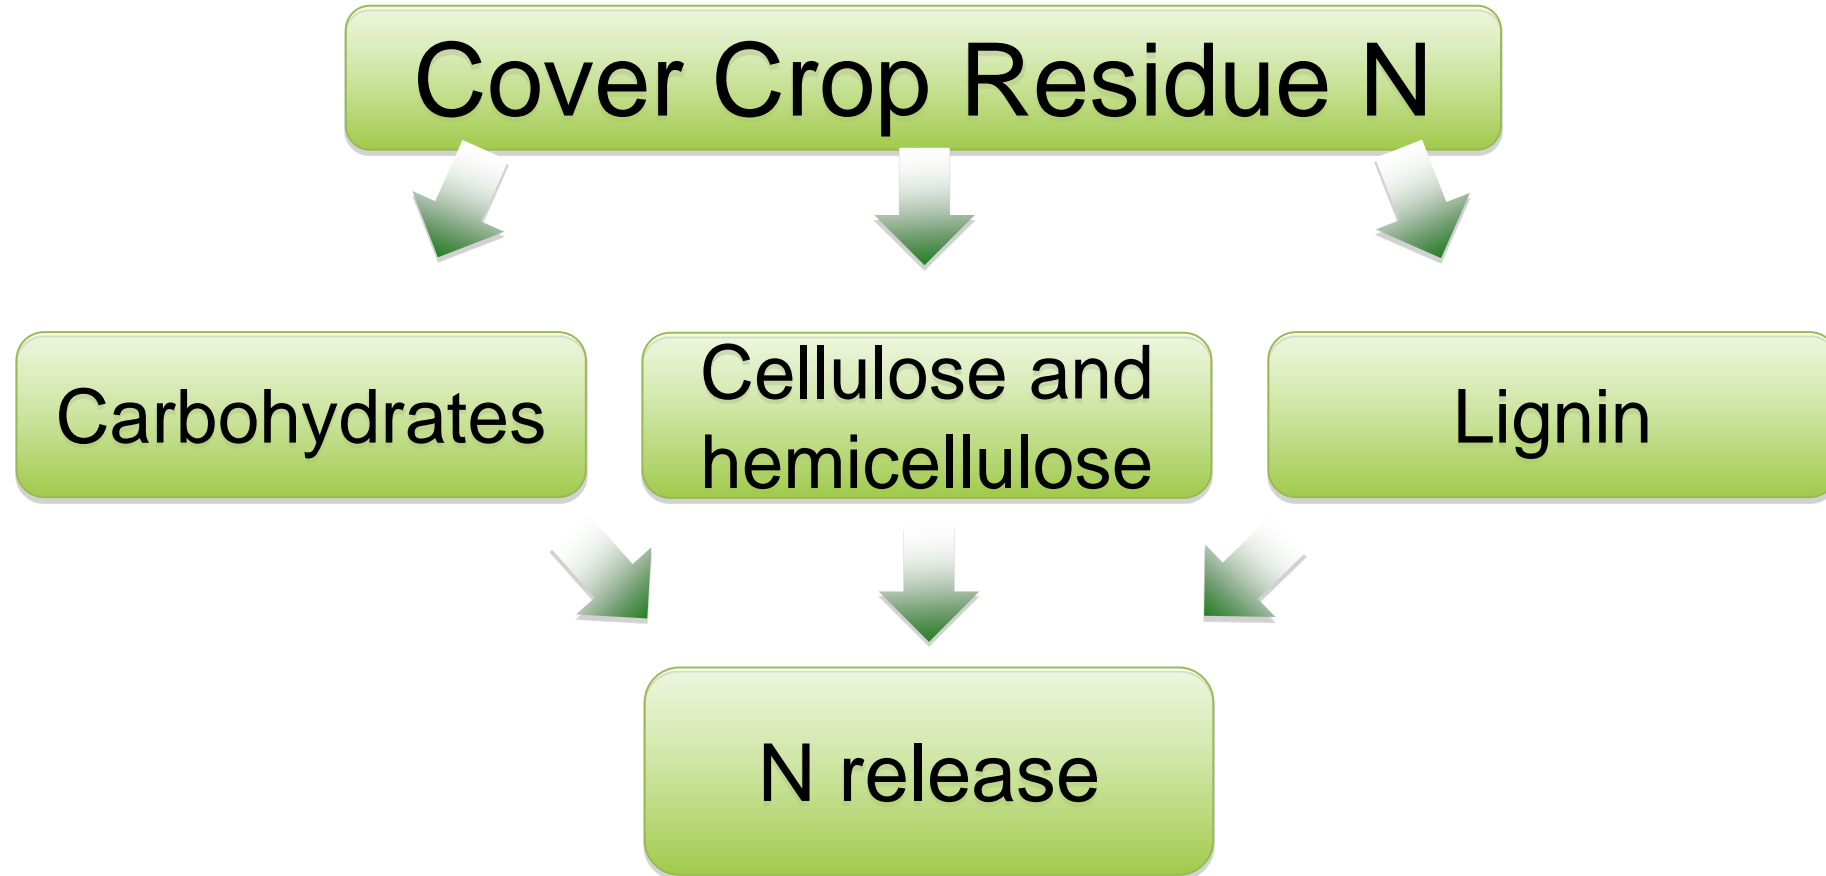 Cover Crop Residue N
Carbohydrates
Cellulose and
hemicellulose
Lignin
N release